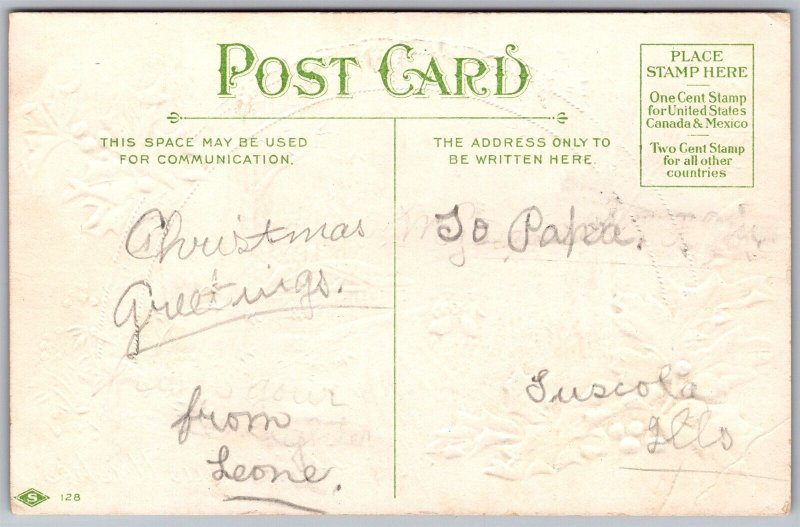 POST CARD
PLACE
STAMP HERE
One Cent Stamp
for United States
Canada & Mexico
Two Cent Stamp
for all other
countries
THIS SPACE MAY BE USED
FOR COMMUNICATION.
THE ADDRESS ONLY TO
BE WRITTEN HERE.
Christmas
Greetings.
from
Leone.
To Papa.
Tuscola
Ills
from your
S 128